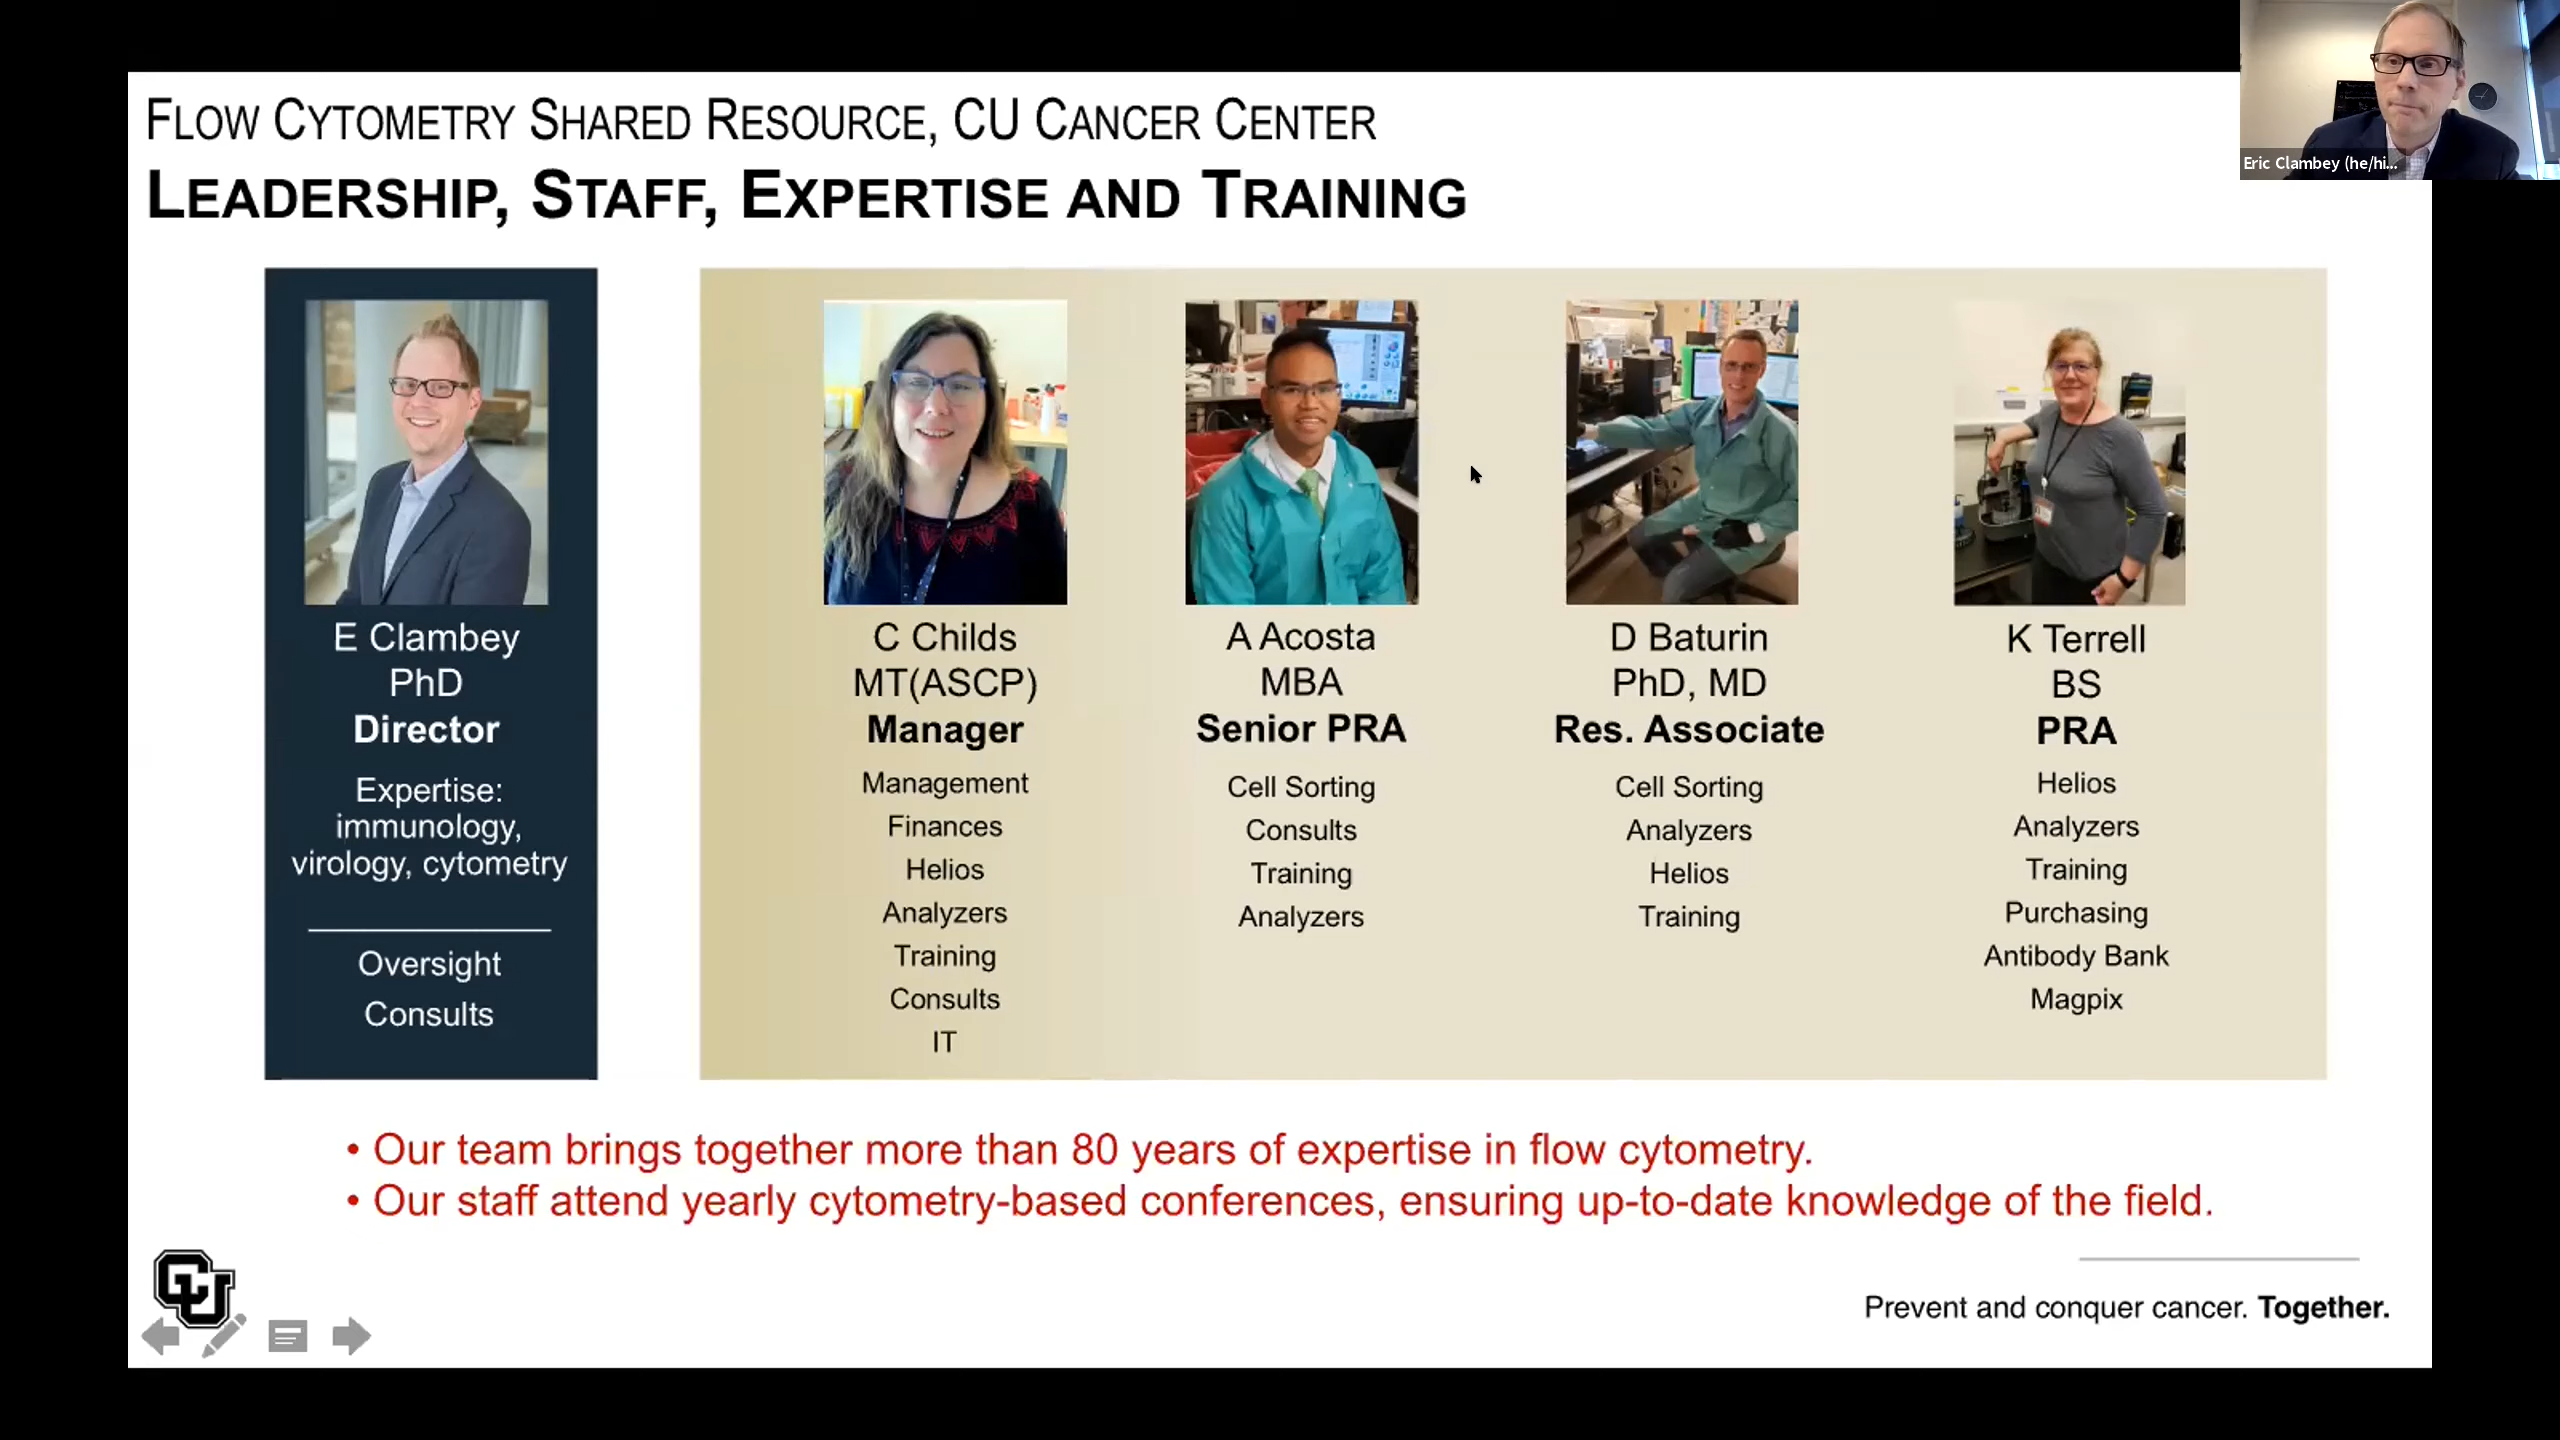 FLOW CYTOMETRY SHARED RESOURCE, CU CANCER CENTER
LEADERSHIP, STAFF, EXPERTISE AND TRAINING
Eric Clambey (he/hi...
E Clambey
PhD
Director
Expertise:
immunology,
virology, cytometry
Oversight
Consults
C Childs
MT(ASCP)
Manager
Management
Finances
Helios
Analyzers
Training
Consults
IT
A Acosta
MBA
Senior PRA
Cell Sorting
Consults
Training
Analyzers
D Baturin
PhD, MD
Res. Associate
Cell Sorting
Analyzers
Helios
Training
K Terrell
BS
PRA
Helios
Analyzers
Training
Purchasing
Antibody Bank
Magpix
• Our team brings together more than 80 years of expertise in flow cytometry.
• Our staff attend yearly cytometry-based conferences, ensuring up-to-date knowledge of the field.
CU
Prevent and conquer cancer. Together.